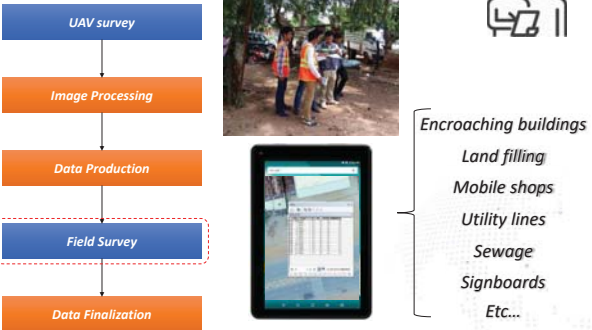 UAV survey
Image Processing
Data Production
Field Survey
Data Finalization
Encroaching buildings
Land filling
Mobile shops
Utility lines
Sewage
Signboards
Etc...